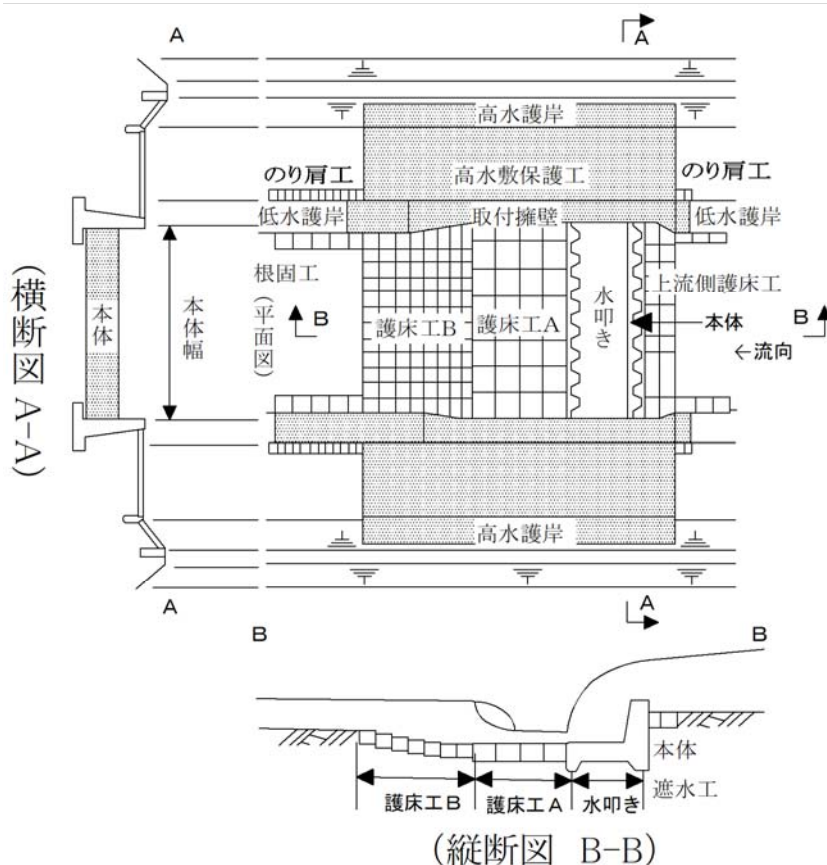 A
A
高水護岸
のり肩工
高水敷保護工
のり肩工
低水護岸
取付擁壁
低水護岸
横断図 A-A
本体
本体幅
根固工
(平面図)
B
護床工B
護床工A
水叩き
上流側護床工
本体
B
←流向
高水護岸
A
A
B
B
本体
遮水工
護床工B
護床工A
水叩き
(縦断図 B-B)